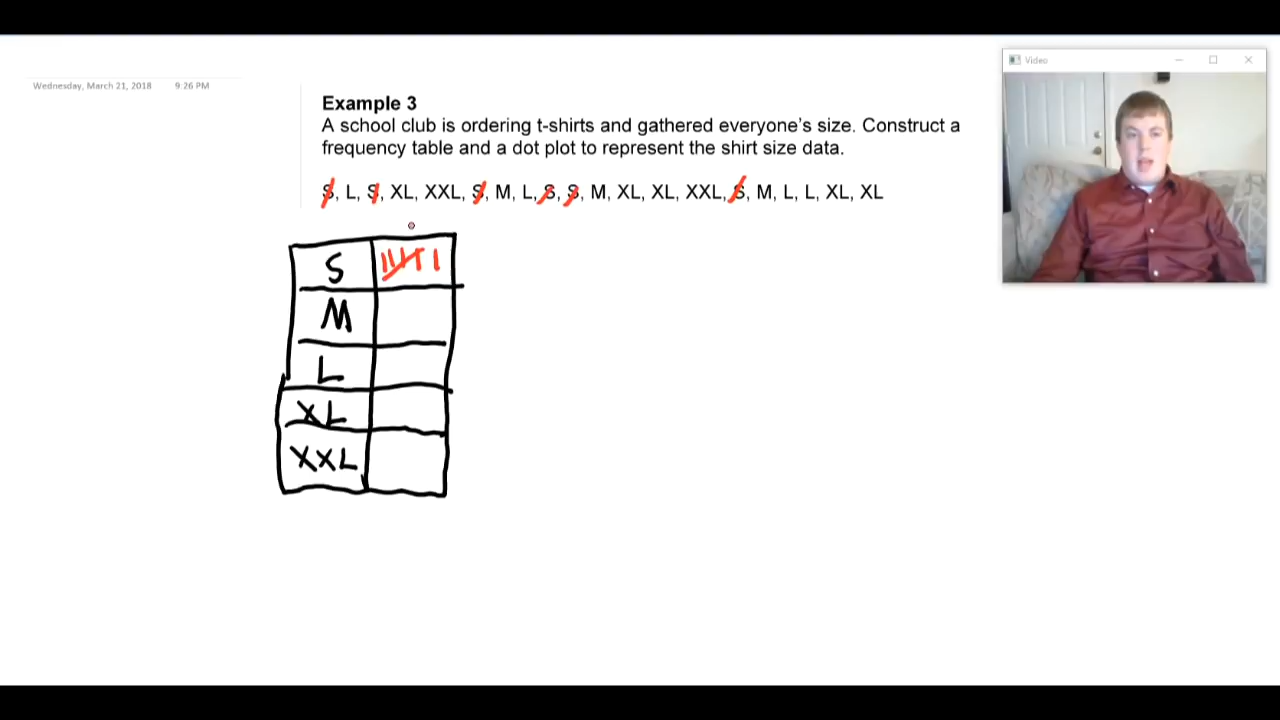 Wednesday, March 21, 2018 9:26 PM
Video
Example 3
A school club is ordering t-shirts and gathered everyone's size. Construct a
frequency table and a dot plot to represent the shirt size data.
S, L, S, XL, XXL, S, M, L, S, S, M, XL, XL, XXL, S, M, L, L, XL, XL
S
M
L
XL
XXL